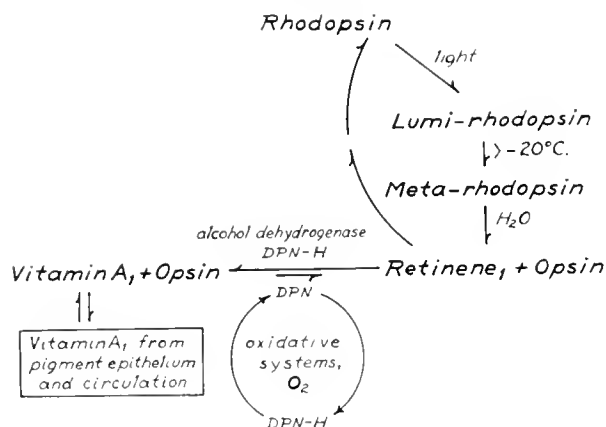 Rhodopsin
light
Lumi-rhodopsin
>-20°C.
Meta-rhodopsin
H₂O
alcohol dehydrogenase
DPN-H
Vitamin A₁ + Opsin
Retinene₁ + Opsin
DPN
Vitamin A₁ from
pigment epithelium
and circulation
oxidative
systems,
O₂
DPN-H